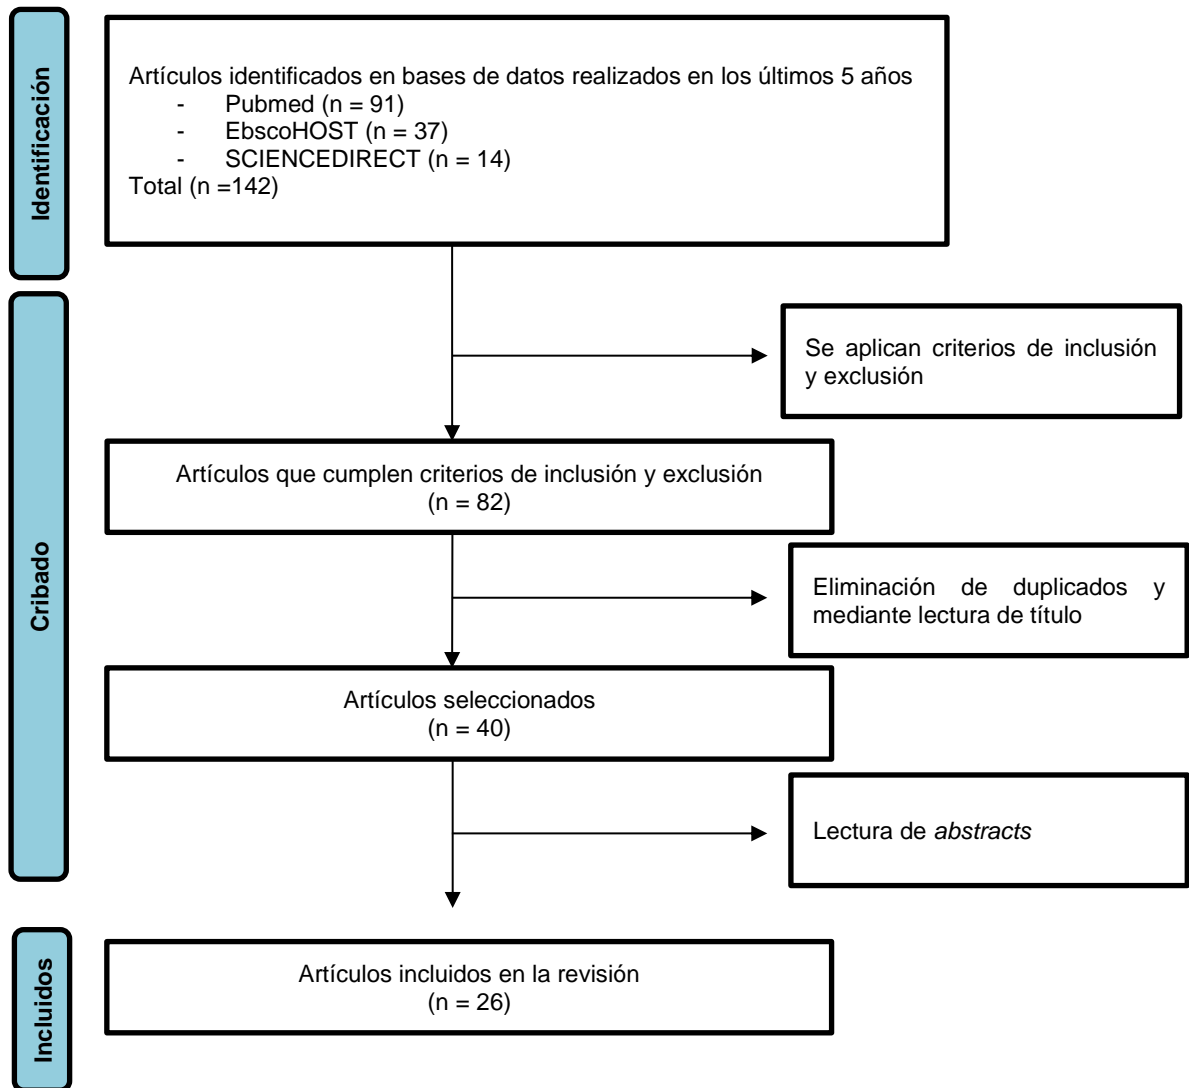 Identificación
Artículos identificados en bases de datos realizados en los últimos 5 años
- Pubmed (n = 91)
- EbscoHOST (n = 37)
- SCIENCEDIRECT (n = 14)
Total (n =142)
Se aplican criterios de inclusión
y exclusión
Cribado
Artículos que cumplen criterios de inclusión y exclusión
(n = 82)
Eliminación de duplicados y
mediante lectura de título
Artículos seleccionados
(n = 40)
Lectura de abstracts
Incluidos
Artículos incluidos en la revisión
(n = 26)